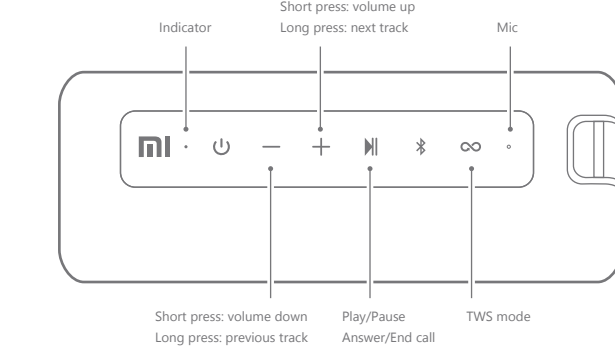 Short press: volume up
Indicator
Long press: next track
Mic
mi
Short press: volume down
Long press: previous track
Play/Pause
Answer/End call
TWS mode